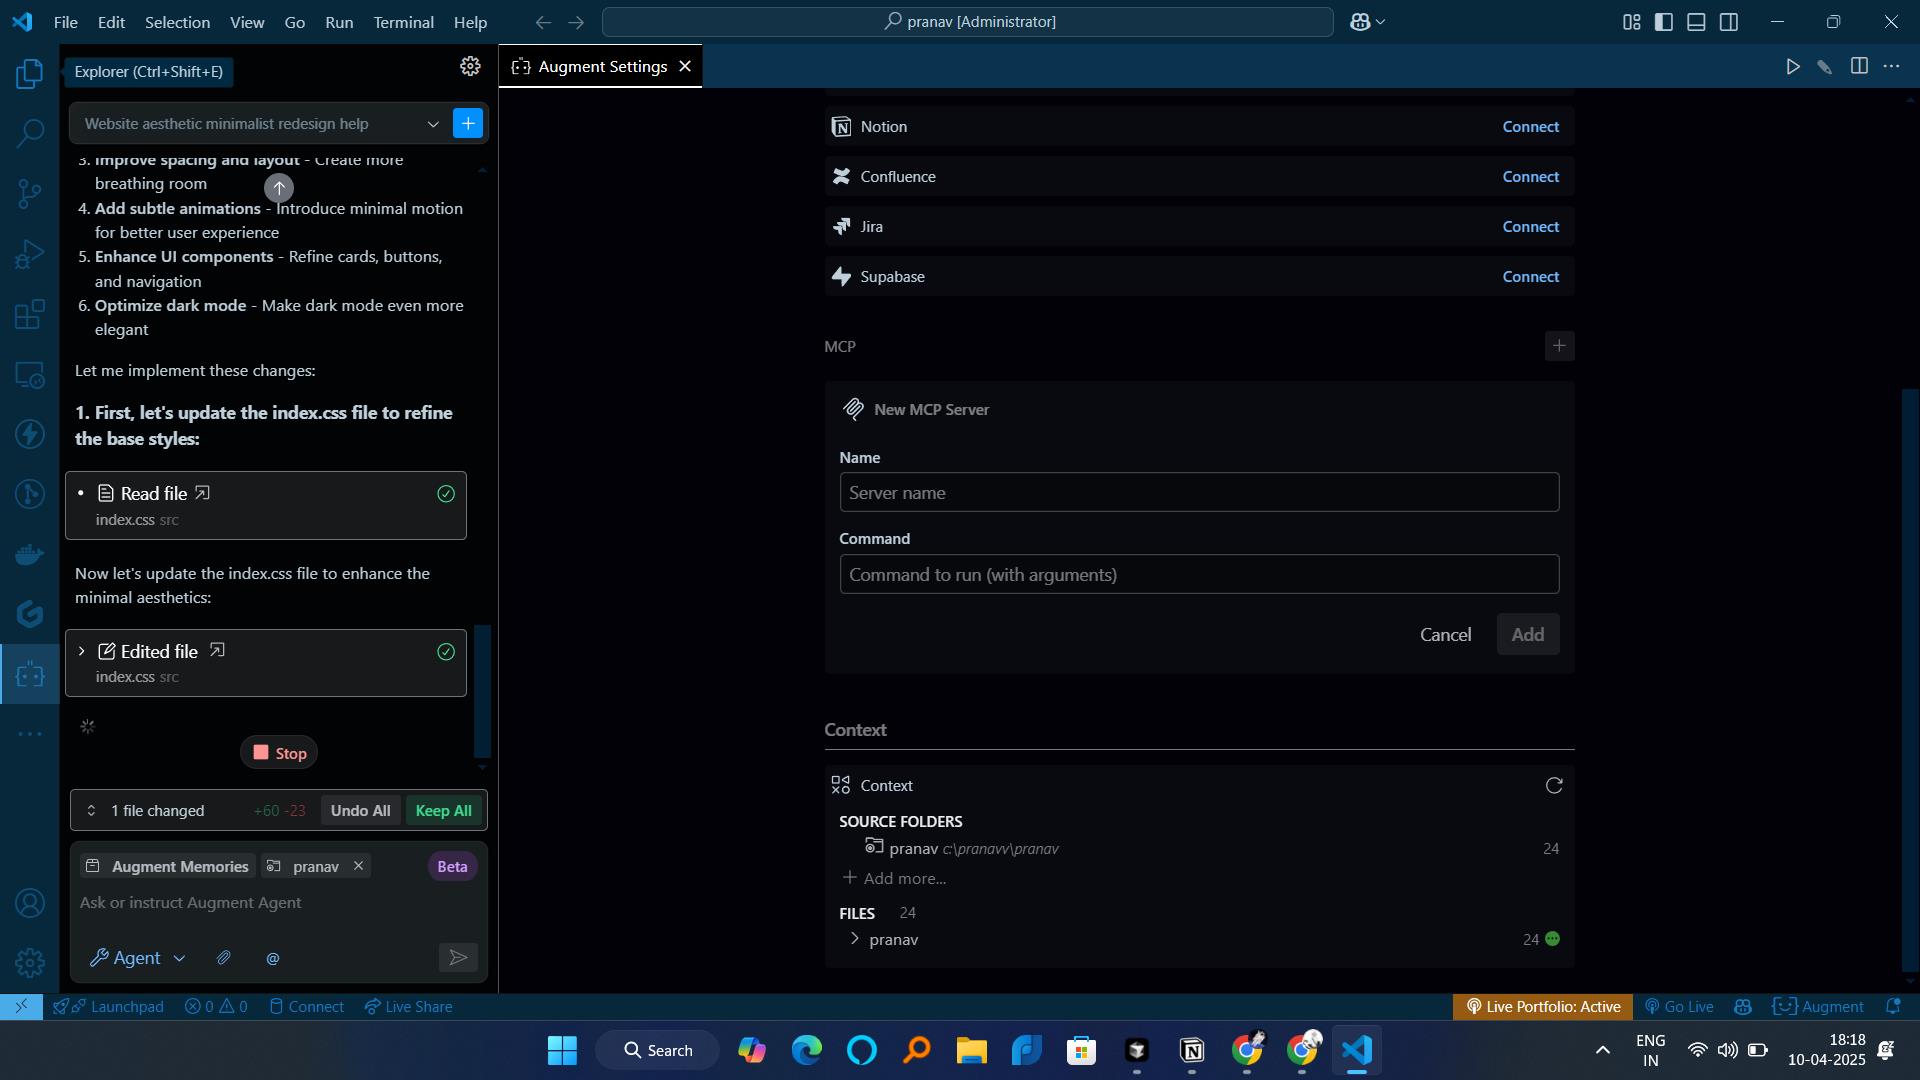 File Edit Selection View Go Run Terminal Help
pranav [Administrator]
Explorer (Ctrl+Shift+E)
Augment Settings
Website aesthetic minimalist redesign help
3. Improve spacing and layout - Create more
breathing room
4. Add subtle animations - Introduce minimal motion
for better user experience
5. Enhance UI components - Refine cards, buttons,
and navigation
6. Optimize dark mode - Make dark mode even more
elegant
Let me implement these changes:
1. First, let's update the index.css file to refine
the base styles:
Read file
index.css src
Now let's update the index.css file to enhance the
minimal aesthetics:
Edited file
index.css src
Stop
1 file changed +60 -23 Undo All Keep All
Augment Memories pranav Beta
Ask or instruct Augment Agent
Agent @
Notion Connect
Confluence Connect
Jira Connect
Supabase Connect
MCP
New MCP Server
Name
Server name
Command
Command to run (with arguments)
Cancel Add
Context
Context
SOURCE FOLDERS
pranav c:\pranavv\pranav 24
Add more...
FILES 24
pranav 24
Launchpad 0 0 Connect Live Share Live Portfolio: Active Go Live Augment
Search
ENG
IN
18:18
10-04-2025